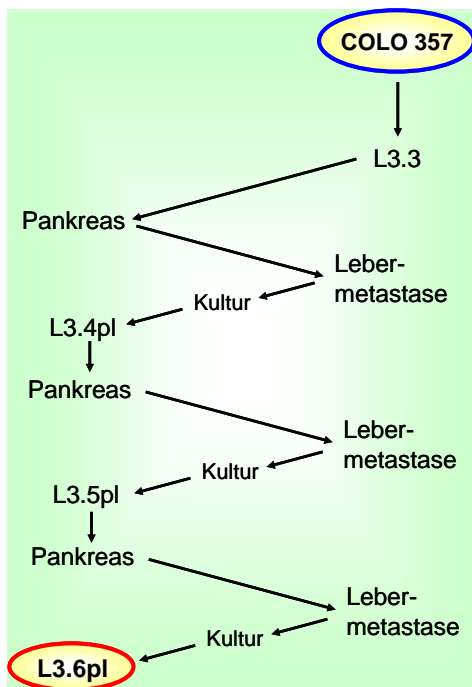 COLO 357
L3.3
Pankreas
Leber-
metastase
Kultur
L3.4pl
Pankreas
Leber-
metastase
Kultur
L3.5pl
Pankreas
Leber-
metastase
Kultur
L3.6pl